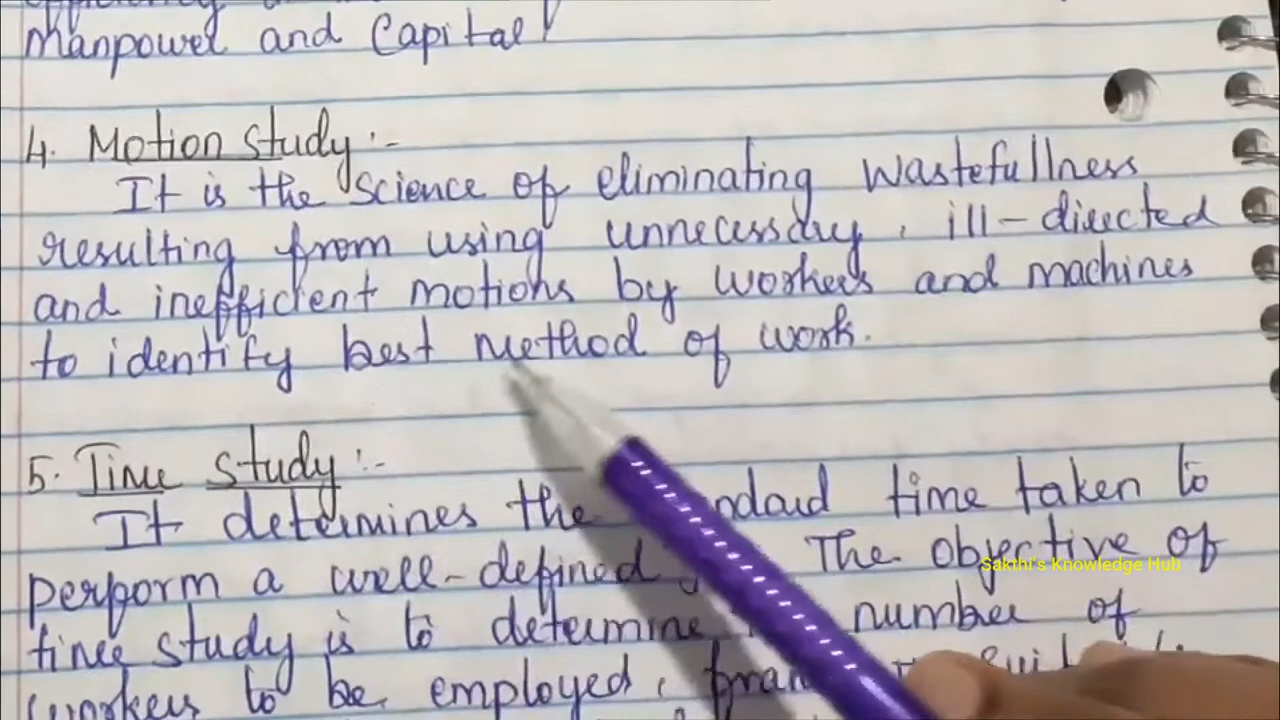 Manpower and Capital!
4. Motion study :-
It is the science of eliminating wastefullness
resulting from using unnecessary, ill-directed
and inefficient motions by workers and machines
to identify best method of work.
5. Time study :-
It determines the time taken to
perform a well-defined The objective of
Sakthi's Knowledge Hub
time study is to determine number of
workers to be employed,